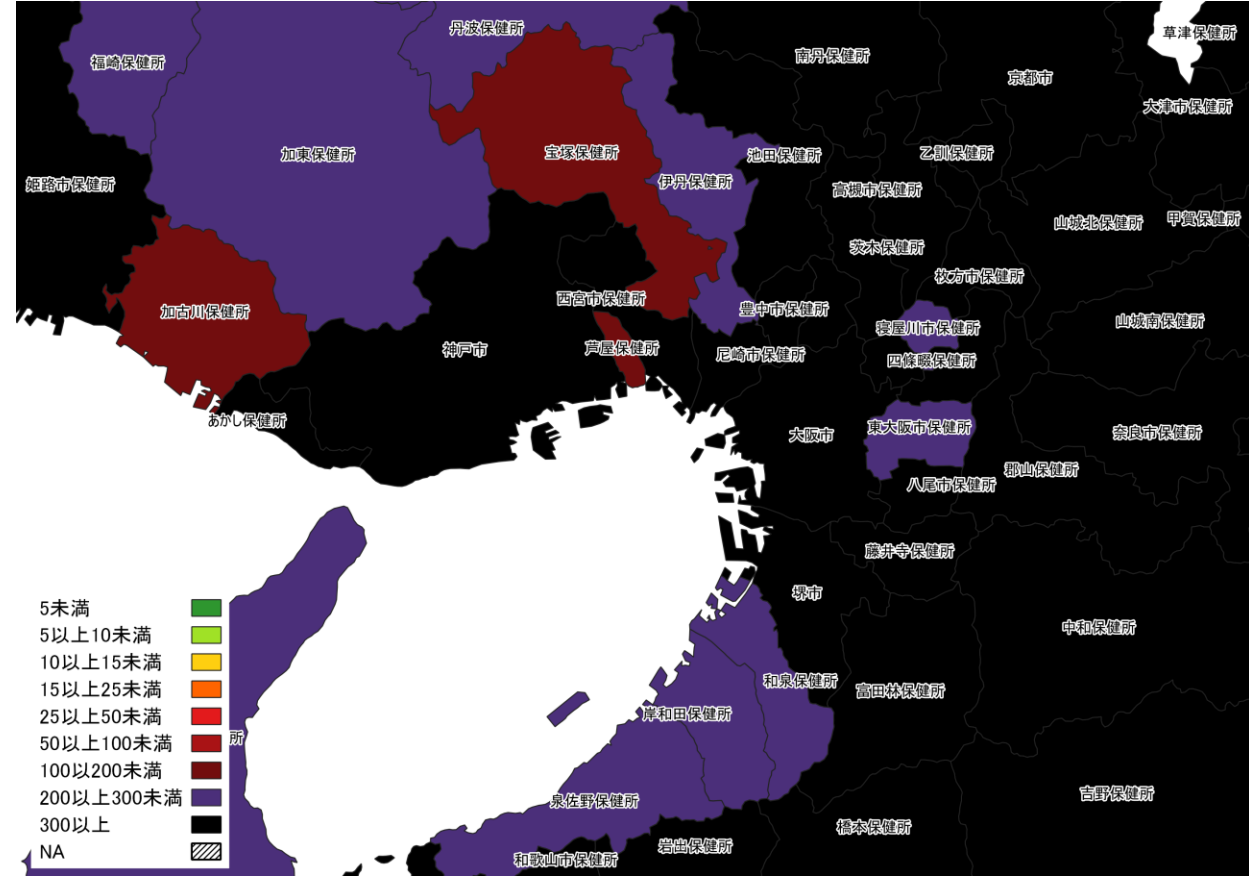 丹波保健所
草津保健所
福崎保健所
南丹保健所
京都市
大津市保健所
加東保健所
宝塚保健所
池田保健所
乙訓保健所
姫路市保健所
伊丹保健所
高槻市保健所
山城北保健所
甲賀保健所
茨木保健所
枚方市保健所
西宮市保健所
加古川保健所
豊中市保健所
山城南保健所
寝屋川市保健所
神戸市
芦屋保健所
尼崎市保健所
四條畷保健所
あかし保健所
大阪市
東大阪市保健所
奈良市保健所
郡山保健所
八尾市保健所
藤井寺保健所
堺市
中和保健所
和泉保健所
富田林保健所
岸和田保健所
所
吉野保健所
泉佐野保健所
橋本保健所
岩出保健所
和歌山市保健所
5未満
5以上10未満
10以上15未満
15以上25未満
25以上50未満
50以上100未満
100以200未満
200以上300未満
300以上
NA